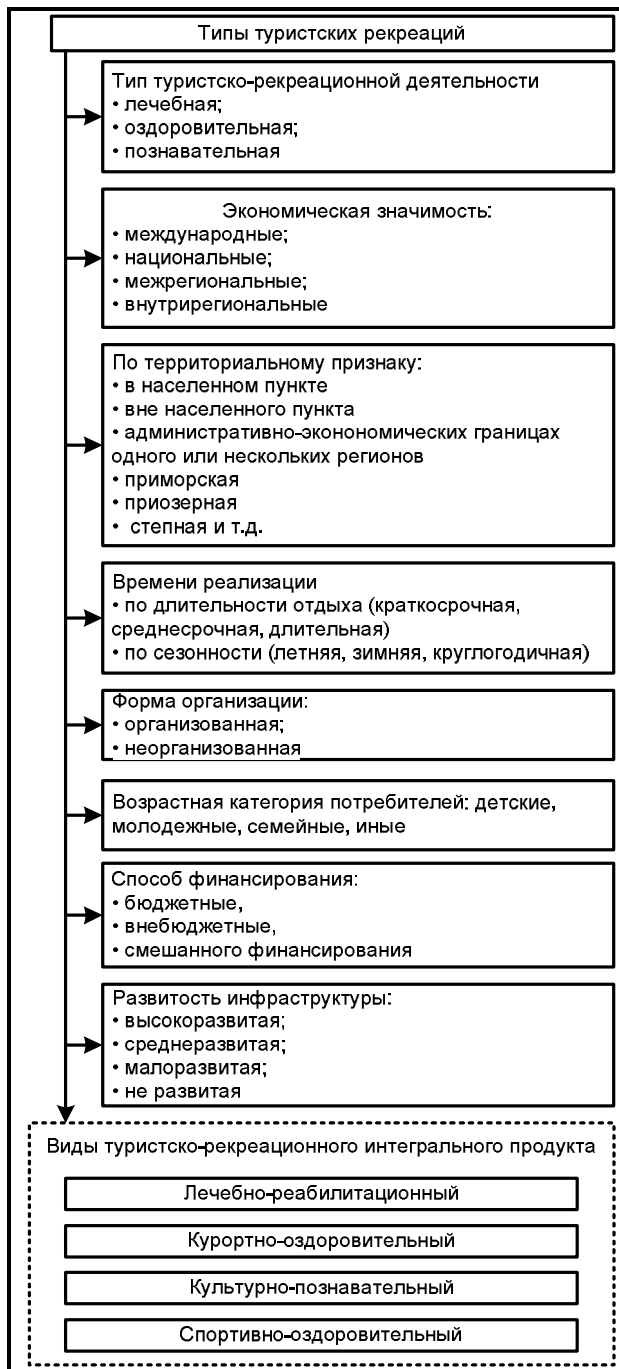 Типы туристских рекреаций
Тип туристско-рекреационной деятельности
• лечебная;
• оздоровительная;
• познавательная
Экономическая значимость:
• международные;
• национальные;
• межрегиональные;
• внутрирегиональные
По территориальному признаку:
• в населенном пункте
• вне населенного пункта
• административно-эконономических границах
одного или нескольких регионов
• приморская
• приозерная
• степная и т.д.
Времени реализации
• по длительности отдыха (краткосрочная,
среднесрочная, длительная)
• по сезонности (летняя, зимняя, круглогодичная)
Форма организации:
• организованная;
• неорганизованная
Возрастная категория потребителей: детские,
молодежные, семейные, иные
Способ финансирования:
• бюджетные,
• внебюджетные,
• смешанного финансирования
Развитость инфраструктуры:
• высокоразвитая;
• среднеразвитая;
• малоразвитая;
• не развитая
Виды туристско-рекреационного интегрального продукта
Лечебно-реабилитационный
Курортно-оздоровительный
Культурно-познавательный
Спортивно-оздоровительный